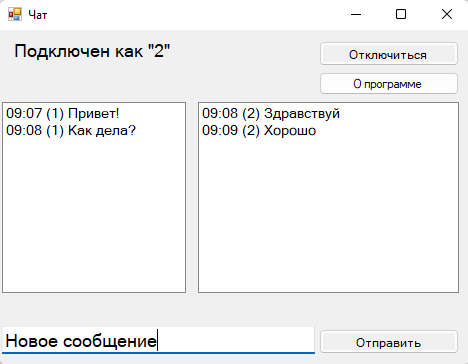 Чат
Подключен как "2"
Отключиться
О программе
09:07 (1) Привет!
09:08 (1) Как дела?
09:08 (2) Здравствуй
09:09 (2) Хорошо
Новое сообщение
Отправить